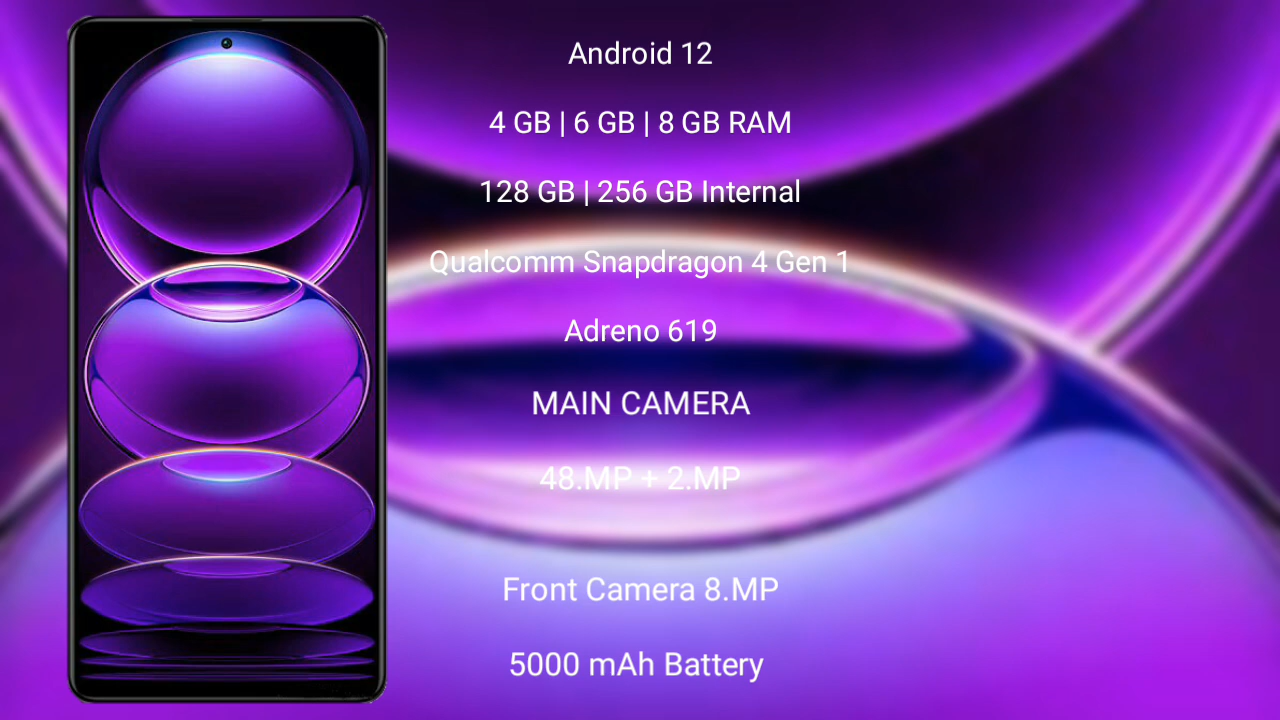 Android 12
4 GB | 6 GB | 8 GB RAM
128 GB | 256 GB Internal
Qualcomm Snapdragon 4 Gen 1
Adreno 619
MAIN CAMERA
48.MP + 2.MP
Front Camera 8.MP
5000 mAh Battery